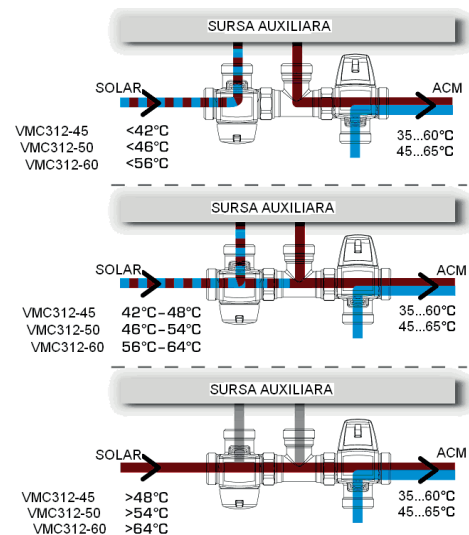 SURSA AUXILIARA
SOLAR
ACM
VMC312-45 <42°C
VMC312-50 <46°C
VMC312-60 <56°C
35...60°C
45...65°C
SURSA AUXILIARA
SOLAR
ACM
VMC312-45 42°C-48°C
VMC312-50 46°C-54°C
VMC312-60 56°C-64°C
35...60°C
45...65°C
SURSA AUXILIARA
SOLAR
ACM
VMC312-45 >48°C
VMC312-50 >54°C
VMC312-60 >64°C
35...60°C
45...65°C